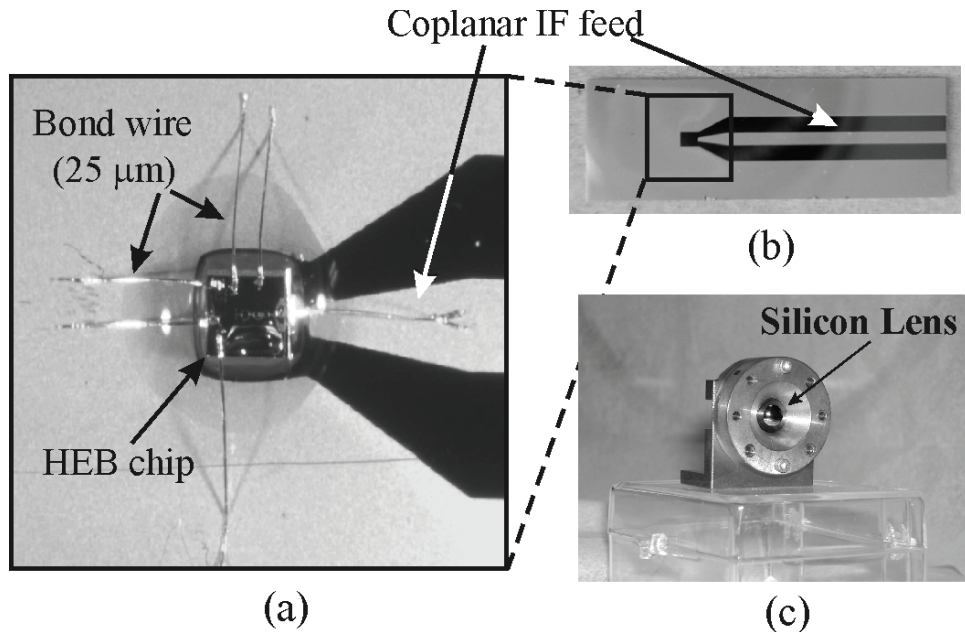 Coplanar IF feed
Bond wire
(25 μm)
HEB chip
(a)
(b)
Silicon Lens
(c)